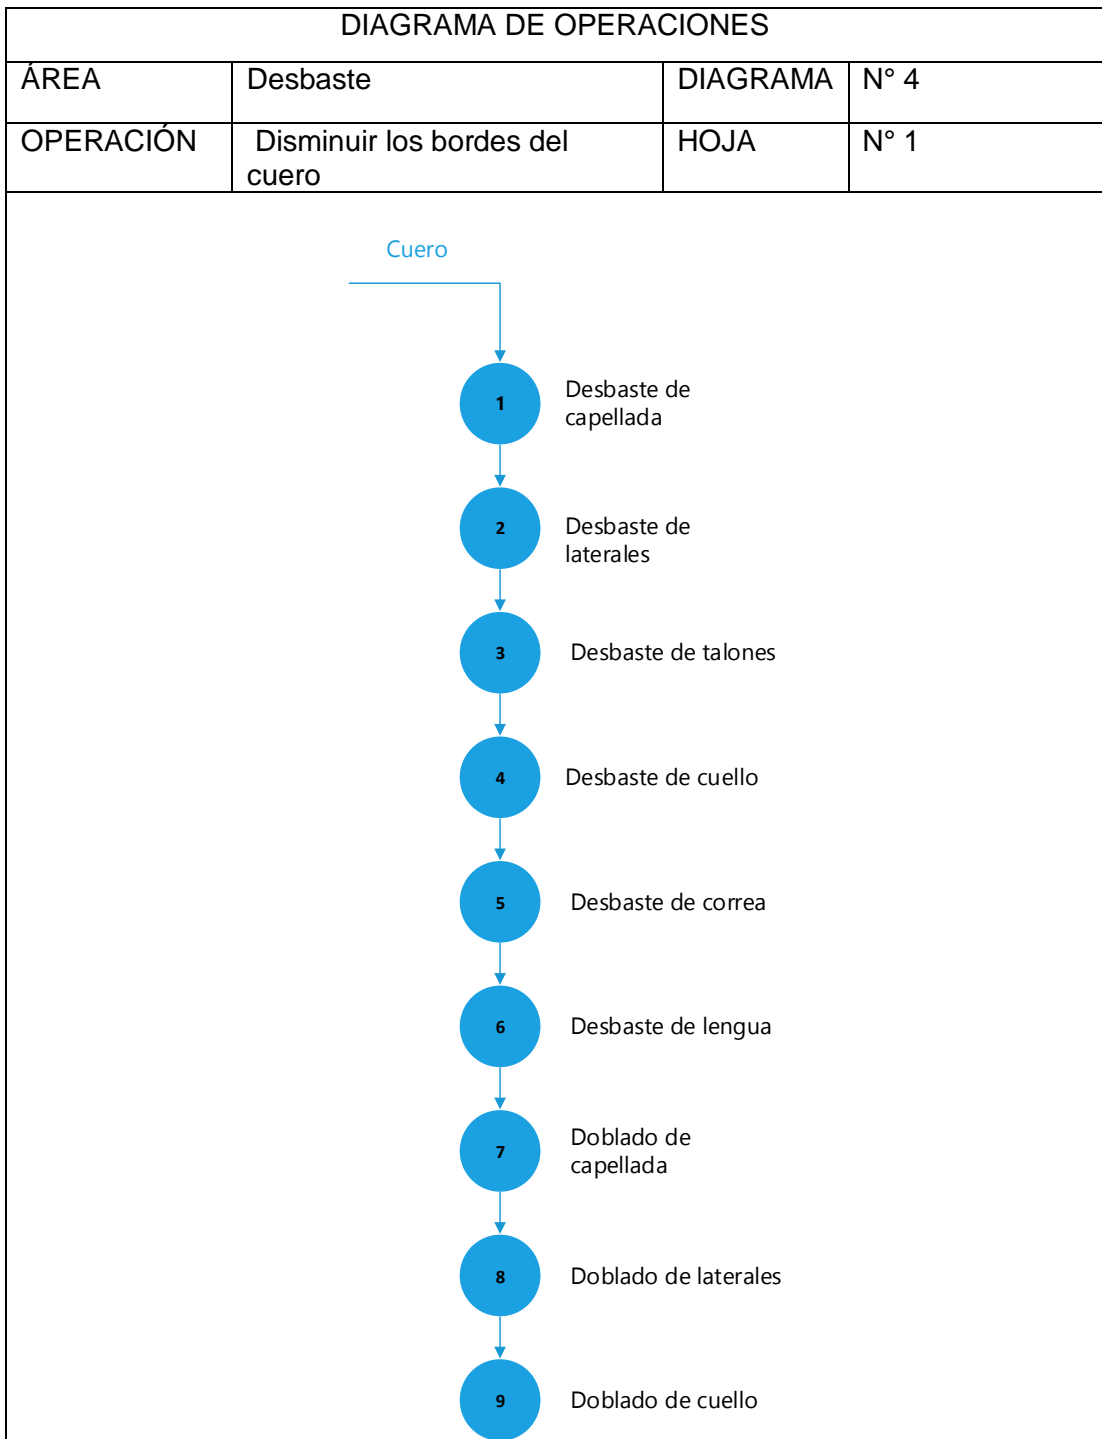 DIAGRAMA DE OPERACIONES
ÁREA Desbaste DIAGRAMA N° 4
OPERACIÓN Disminuir los bordes del HOJA N° 1
cuero
Cuero
1 Desbaste de
capellada
2 Desbaste de
laterales
3 Desbaste de talones
4 Desbaste de cuello
5 Desbaste de correa
6 Desbaste de lengua
7 Doblado de
capellada
8 Doblado de laterales
9 Doblado de cuello